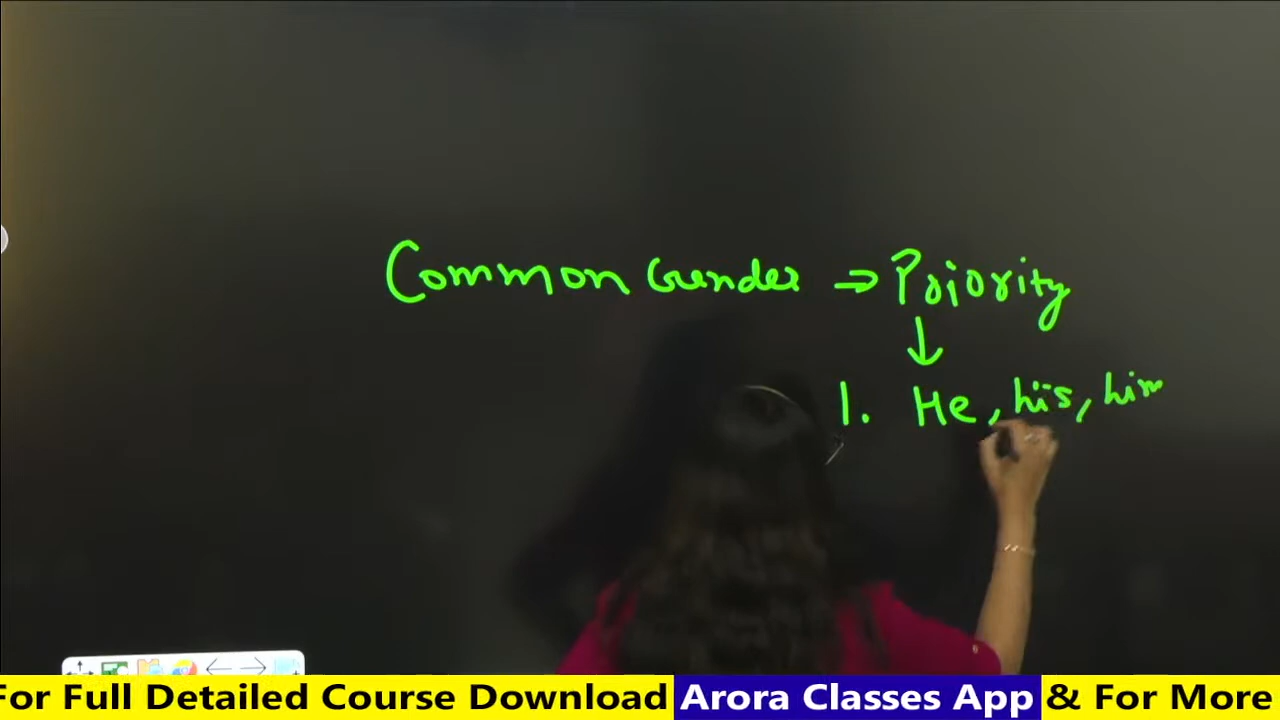 Common Gender ⇒ Priority
↓
1. He, his, him
For Full Detailed Course Download Arora Classes App & For More